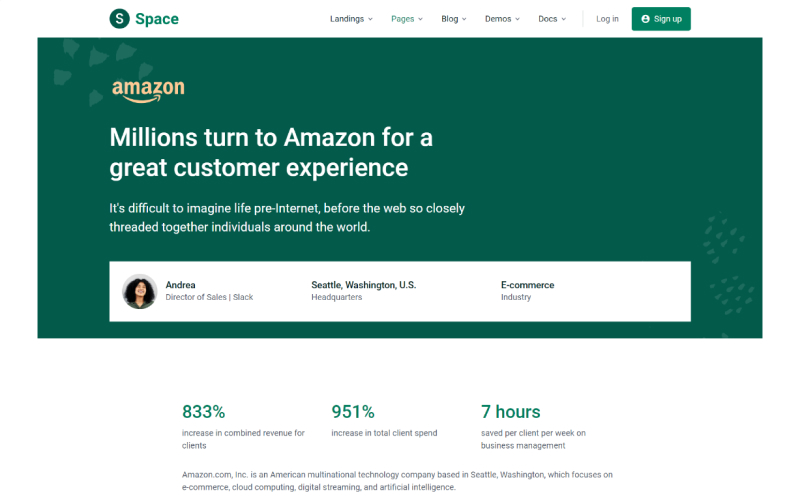 S Space
Landings Pages Blog Demos Docs Log in Sign up
amazon
Millions turn to Amazon for a
great customer experience
It's difficult to imagine life pre-Internet, before the web so closely
threaded together individuals around the world.
Andrea
Director of Sales | Slack
Seattle, Washington, U.S.
Headquarters
E-commerce
Industry
833%
increase in combined revenue for
clients
951%
increase in total client spend
7 hours
saved per client per week on
business management
Amazon.com, Inc. is an American multinational technology company based in Seattle, Washington, which focuses on
e-commerce, cloud computing, digital streaming, and artificial intelligence.